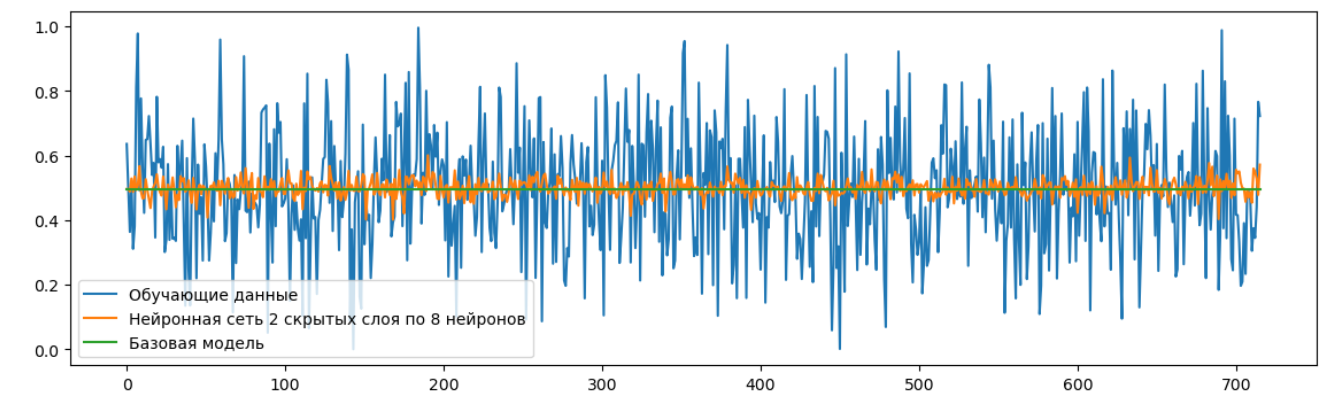 1.0
0.8
0.6
0.4
0.2
0.0
Обучающие данные
Нейронная сеть 2 скрытых слоя по 8 нейронов
Базовая модель
0 100 200 300 400 500 600 700